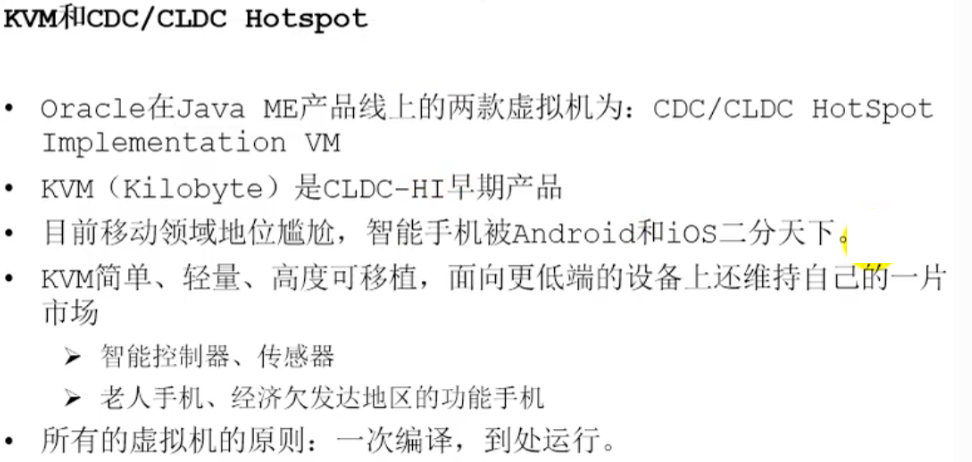 KVM和CDC/CLDC Hotspot
• Oracle在Java ME产品线上的两款虚拟机为：CDC/CLDC HotSpot
Implementation VM
• KVM（Kilobyte）是CLDC-HI早期产品
• 目前移动领域地位尴尬，智能手机被Android和iOS二分天下。
• KVM简单、轻量、高度可移植，面向更低端的设备上还维持自己的一片
市场
➢ 智能控制器、传感器
➢ 老人手机、经济欠发达地区的功能手机
• 所有的虚拟机的原则：一次编译，到处运行。